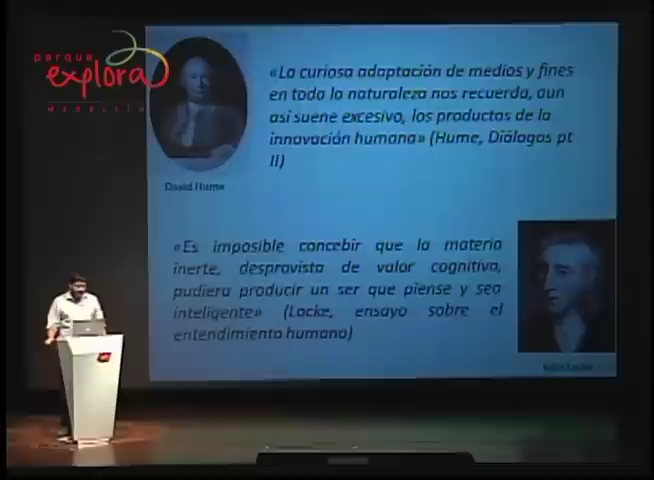 parque
explora
MEDELLÍN
«La curiosa adaptación de medios y fines
en toda la naturaleza nos recuerda, aun
así suene excesivo, los productos de la
innovación humana» (Hume, Diálogos pt
II)
David Hume
«Es imposible concebir que la materia
inerte, desprovista de valor cognitivo,
pudiera producir un ser que piense y sea
inteligente» (Locke, ensayo sobre el
entendimiento humano)
John Locke